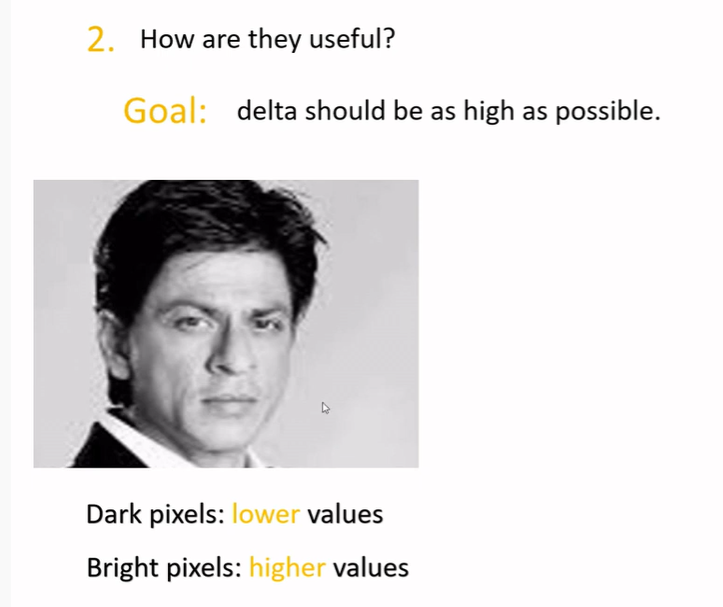 2. How are they useful?
Goal: delta should be as high as possible.
Dark pixels: lower values
Bright pixels: higher values